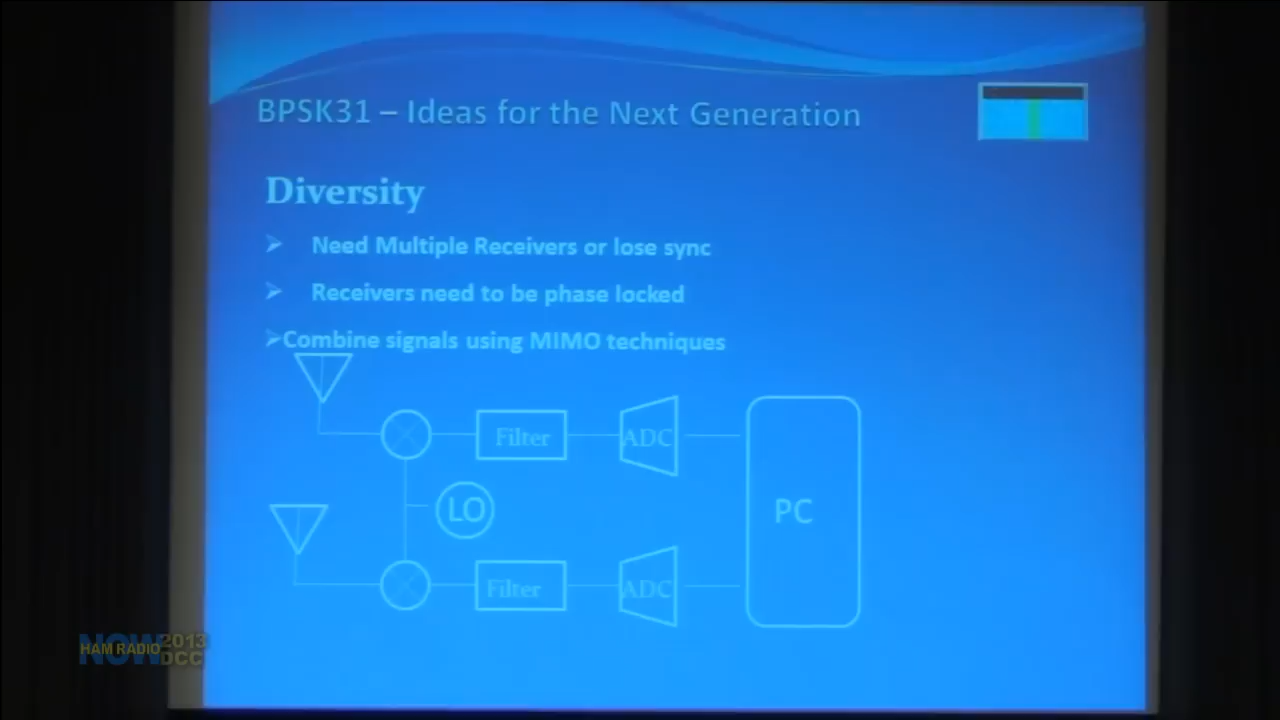 BPSK31 – Ideas for the Next Generation
Diversity
➢ Need Multiple Receivers or lose sync
➢ Receivers need to be phase locked
➢Combine signals using MIMO techniques
Filter
ADC
LO
PC
Filter
ADC
HAM RADIO NOW 2013 DCC